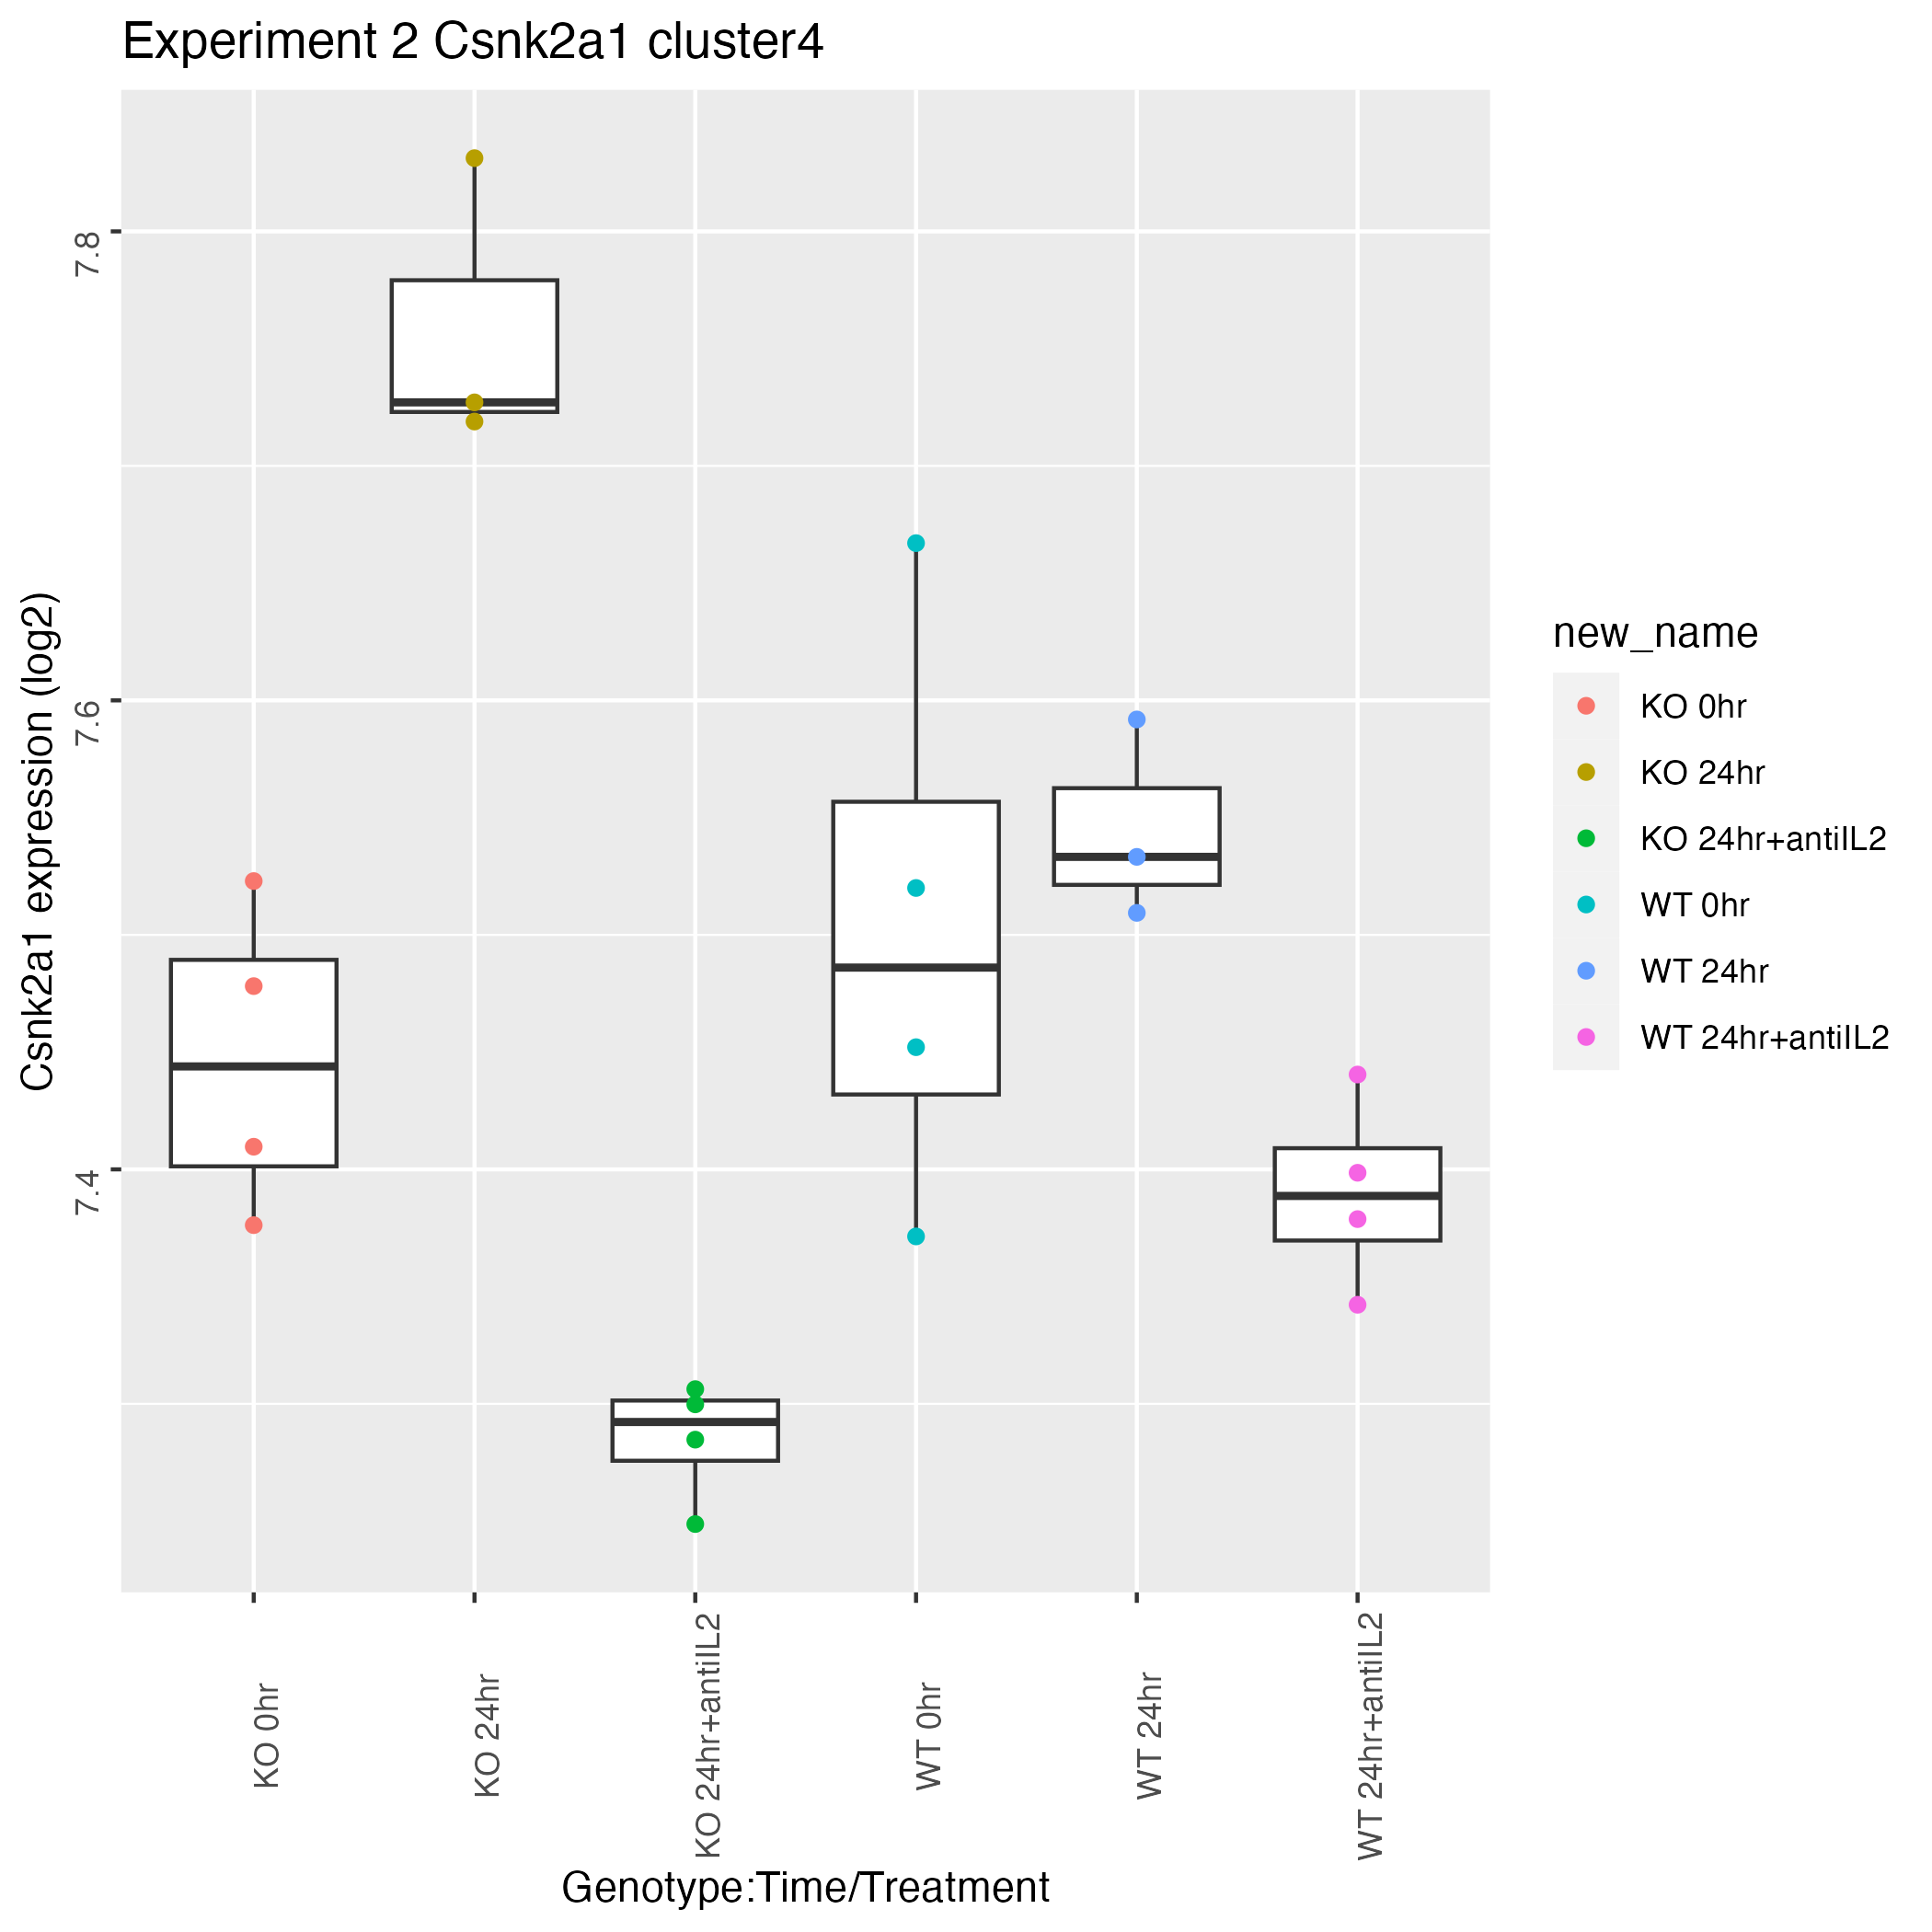 Experiment 2 Csnk2a1 cluster4
Csnk2a1 expression (log2)
7.8
7.6
7.4
KO 0hr
KO 24hr
KO 24hr+antiIL2
WT 0hr
WT 24hr
WT 24hr+antiIL2
Genotype:Time/Treatment
new_name
KO 0hr
KO 24hr
KO 24hr+antiIL2
WT 0hr
WT 24hr
WT 24hr+antiIL2